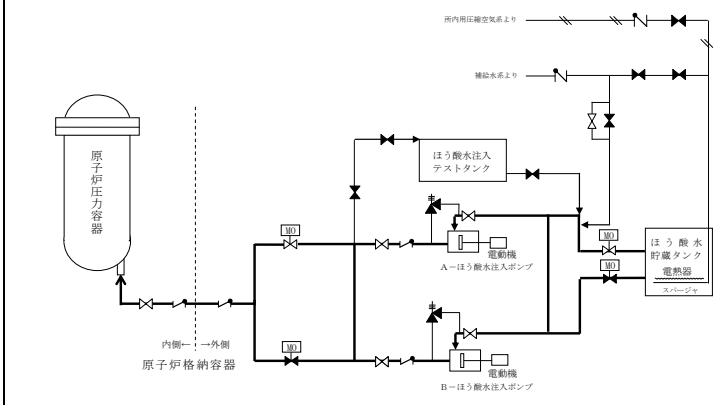 所内用圧縮空気系より
補給水系より
原子炉圧力容器
ほう酸水注入
テストタンク
MO
電動機
A－ほう酸水注入ポンプ
MO
MO
ほう酸水
貯蔵タンク
電熱器
スパージャ
内側← →外側
原子炉格納容器
MO
電動機
B－ほう酸水注入ポンプ